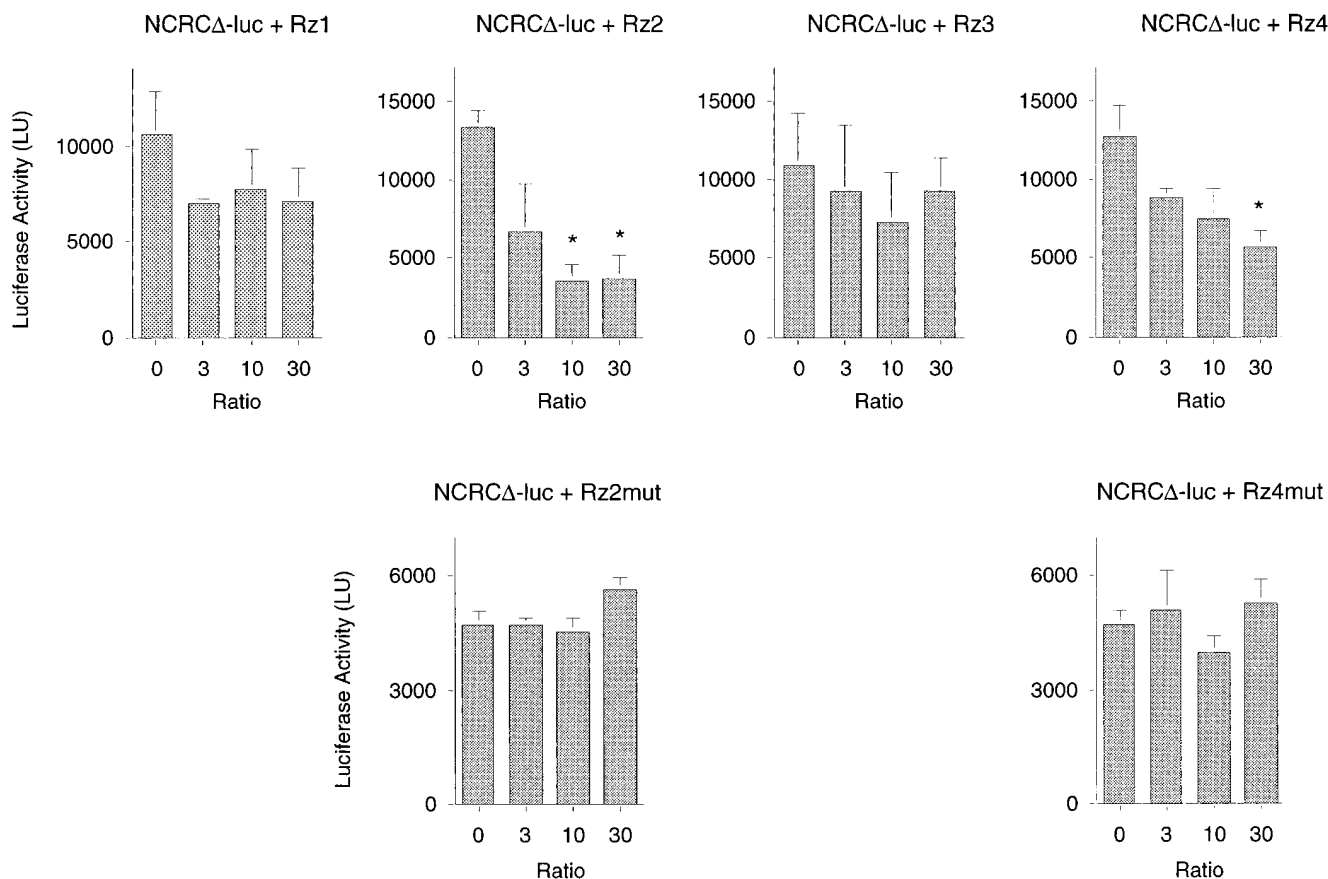 NCRCΔ-luc + Rz1
NCRCΔ-luc + Rz2
NCRCΔ-luc + Rz3
NCRCΔ-luc + Rz4
Luciferase Activity (LU)
10000
5000
0
0 3 10 30
Ratio
15000
10000
5000
0
* *
0 3 10 30
Ratio
15000
10000
5000
0
0 3 10 30
Ratio
15000
10000
5000
0
*
0 3 10 30
Ratio
NCRCΔ-luc + Rz2mut
NCRCΔ-luc + Rz4mut
Luciferase Activity (LU)
6000
3000
0
0 3 10 30
Ratio
6000
3000
0
0 3 10 30
Ratio